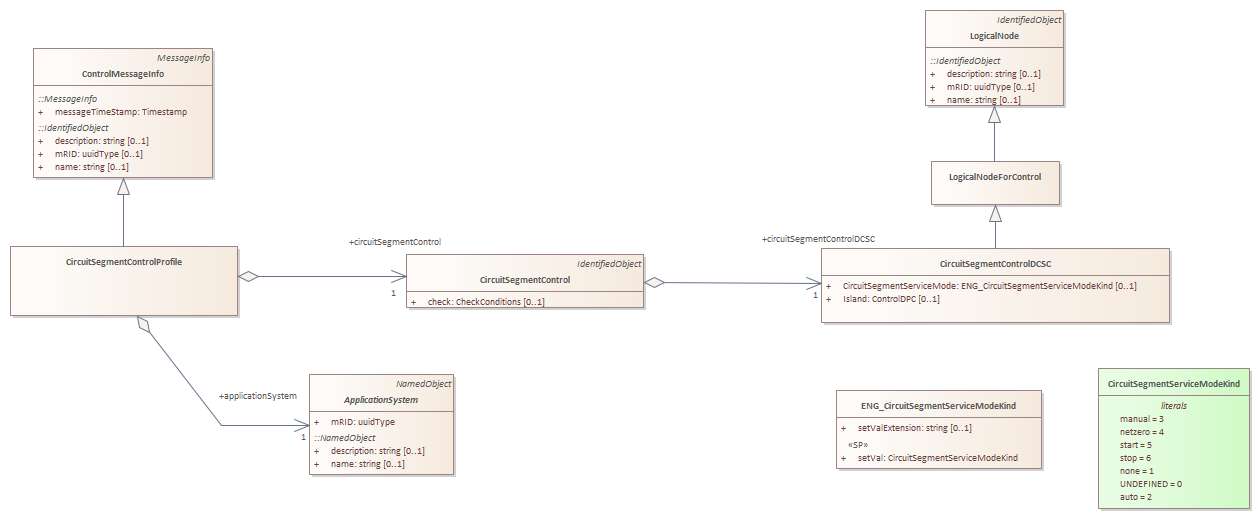 MessageInfo
ControlMessageInfo
::MessageInfo
+ messageTimeStamp: Timestamp
::IdentifiedObject
+ description: string [0..1]
+ mRID: uuidType [0..1]
+ name: string [0..1]
IdentifiedObject
LogicalNode
::IdentifiedObject
+ description: string [0..1]
+ mRID: uuidType [0..1]
+ name: string [0..1]
LogicalNodeForControl
CircuitSegmentControlProfile
+circuitSegmentControl
1
IdentifiedObject
CircuitSegmentControl
+ check: CheckConditions [0..1]
+circuitSegmentControlDCSC
1
CircuitSegmentControlDCSC
+ CircuitSegmentServiceMode: ENG_CircuitSegmentServiceModeKind [0..1]
+ Island: ControlDPC [0..1]
+applicationSystem
1
NamedObject
ApplicationSystem
+ mRID: uuidType
::NamedObject
+ description: string [0..1]
+ name: string [0..1]
ENG_CircuitSegmentServiceModeKind
+ setValExtension: string [0..1]
«SP»
+ setVal: CircuitSegmentServiceModeKind
CircuitSegmentServiceModeKind
literals
manual = 3
netzero = 4
start = 5
stop = 6
none = 1
UNDEFINED = 0
auto = 2